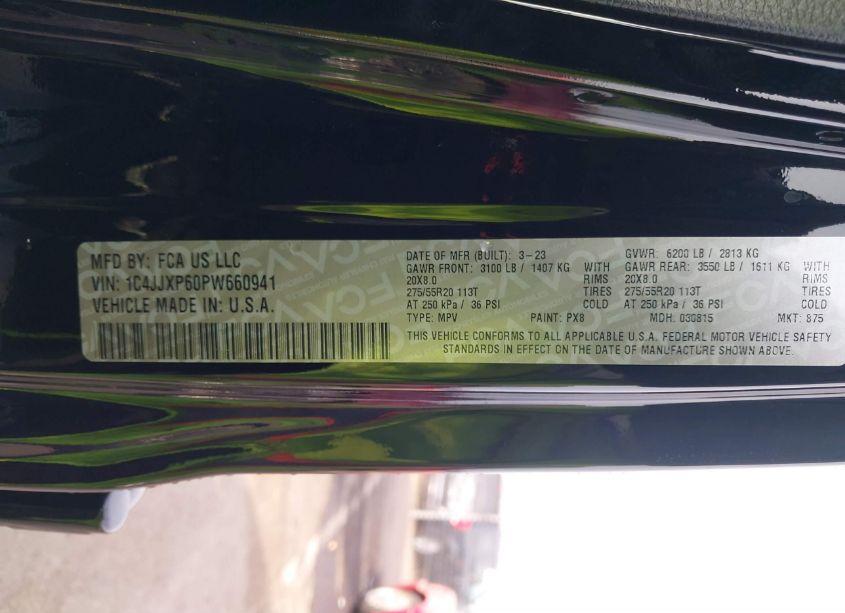 MFD BY: FCA US LLC
VIN: 1C4JJXP60PW660941
VEHICLE MADE IN U.S.A.
DATE OF MFR (BUILT): 3-23 GVWR: 6200 LB / 2813 KG
GAWR FRONT: 3100 LB / 1407 KG WITH GAWR REAR: 3550 LB / 1611 KG WITH
20X8.0 RIMS 20X8.0 RIMS
275/55R20 113T TIRES 275/55R20 113T TIRES
AT 250 kPa / 36 PSI COLD AT 250 kPa / 36 PSI COLD
TYPE: MPV PAINT: PX8 MDH: 030815 MKT: 875
THIS VEHICLE CONFORMS TO ALL APPLICABLE U.S.A. FEDERAL MOTOR VEHICLE SAFETY
STANDARDS IN EFFECT ON THE DATE OF MANUFACTURE SHOWN ABOVE.